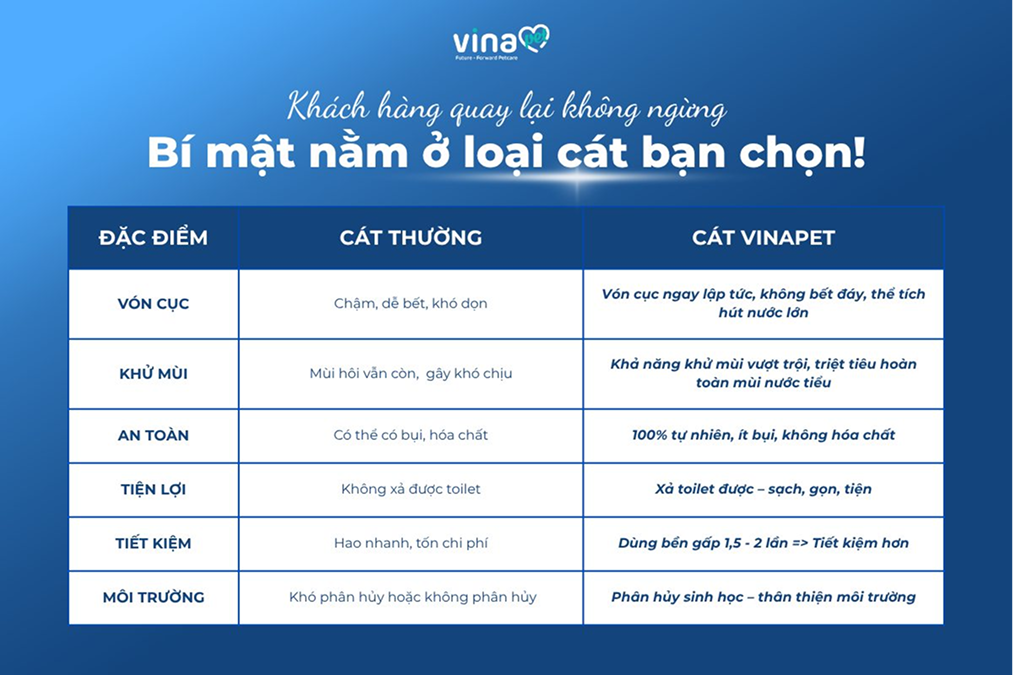 vina pet
Future - Forward Petcare
Khách hàng quay lại không ngừng
Bí mật nằm ở loại cát bạn chọn!
ĐẶC ĐIỂM
CÁT THƯỜNG
CÁT VINAPET
VÓN CỤC
Chậm, dễ bết, khó dọn
Vón cục ngay lập tức, không bết đáy, thể tích
hút nước lớn
KHỬ MÙI
Mùi hôi vẫn còn, gây khó chịu
Khả năng khử mùi vượt trội, triệt tiêu hoàn
toàn mùi nước tiểu
AN TOÀN
Có thể có bụi, hóa chất
100% tự nhiên, ít bụi, không hóa chất
TIỆN LỢI
Không xả được toilet
Xả toilet được – sạch, gọn, tiện
TIẾT KIỆM
Hao nhanh, tốn chi phí
Dùng bền gấp 1,5 - 2 lần => Tiết kiệm hơn
MÔI TRƯỜNG
Khó phân hủy hoặc không phân hủy
Phân hủy sinh học – thân thiện môi trường